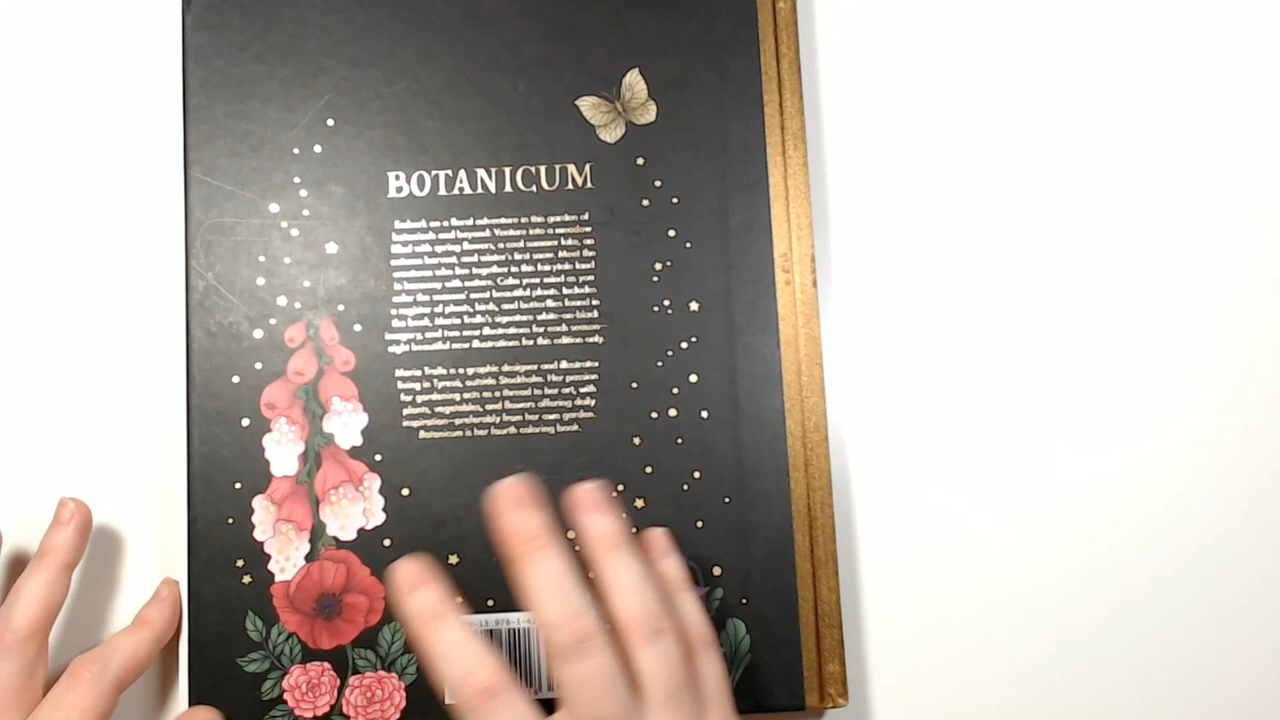 BOTANICUM
Embark on a floral adventure in this garden of
botanicals and beyond. Venture into a meadow
filled with spring flowers, a cool summer lake, an
autumn harvest, and winter's first snow. Meet the
creatures who live together in this fairytale land
in harmony with nature. Calm your mind as you
color the seasons' most beautiful plants. Includes
a register of plants, birds, and butterflies found in
the book, Maria Trolle's signature white-on-black
imagery, and two new illustrations for each season—
eight beautiful new illustrations for this edition only.
Maria Trolle is a graphic designer and illustrator
living in Tyresö, outside Stockholm. Her passion
for gardening acts as a thread to her art, with
plants, vegetables, and flowers offering daily
inspiration—preferably from her own garden.
Botanicum is her fourth coloring book.
-13 978-1-4